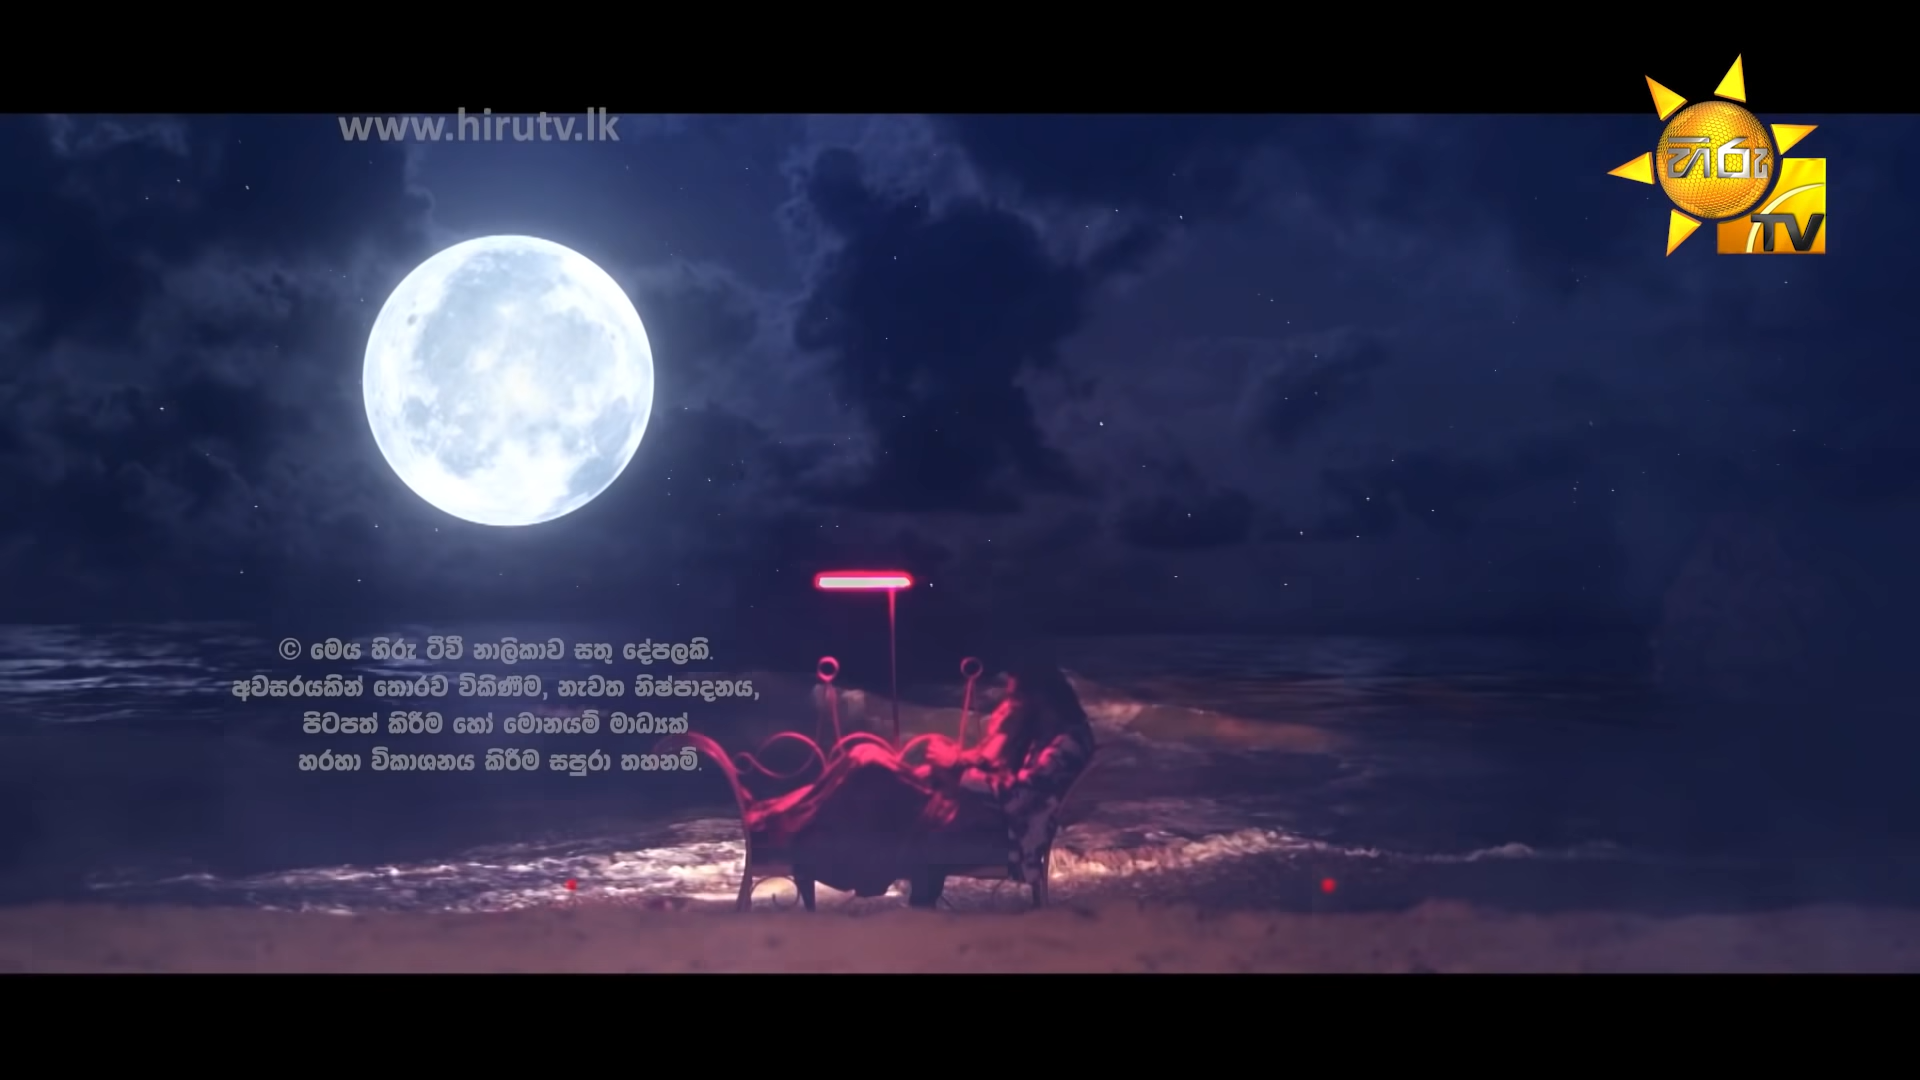 www.hirutv.lk
හිරු
TV
© මෙය හිරු ටීවී නාලිකාව සතු දේපලකි.
අවසරයකින් තොරව විකිණීම, නැවත නිෂ්පාදනය,
පිටපත් කිරීම හෝ මොනයම් මාධ්‍යක්
හරහා විකාශනය කිරීම සපුරා තහනම්.